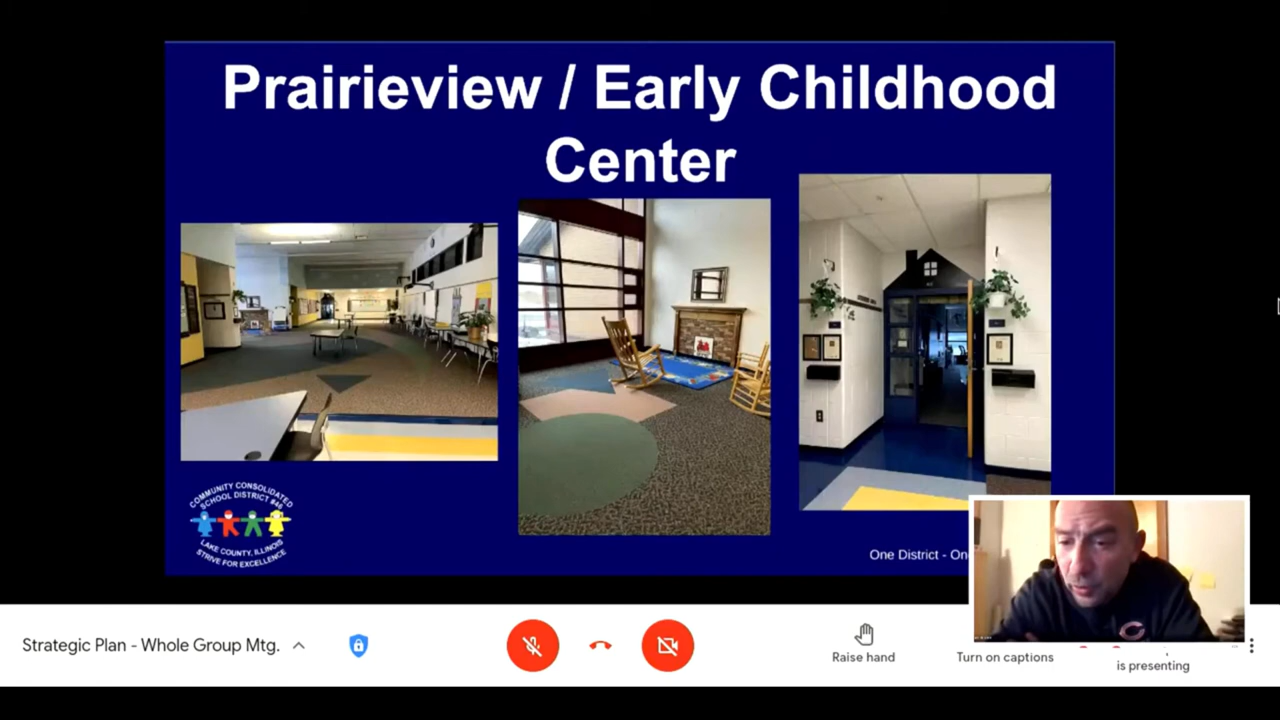 Prairieview / Early Childhood
Center
COMMUNITY CONSOLIDATED
SCHOOL DISTRICT #46
LAKE COUNTY, ILLINOIS
STRIVE FOR EXCELLENCE
One District - On
Strategic Plan - Whole Group Mtg.
Raise hand
Turn on captions
is presenting